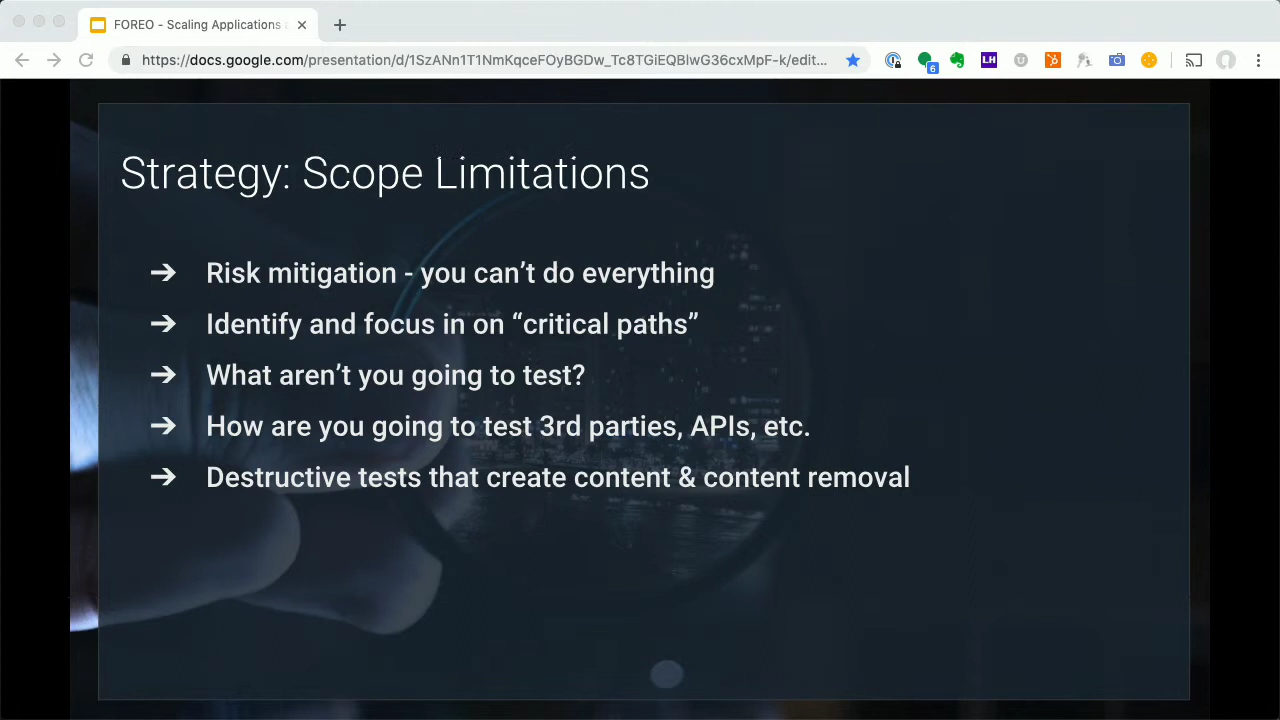 FOREO - Scaling Applications
https://docs.google.com/presentation/d/1SzANn1T1NmKqceFOyBGDw_Tc8TGiEQBlwG36cxMpF-k/edit...
6
LH
Strategy: Scope Limitations
➔ Risk mitigation - you can’t do everything
➔ Identify and focus in on “critical paths”
➔ What aren’t you going to test?
➔ How are you going to test 3rd parties, APIs, etc.
➔ Destructive tests that create content & content removal